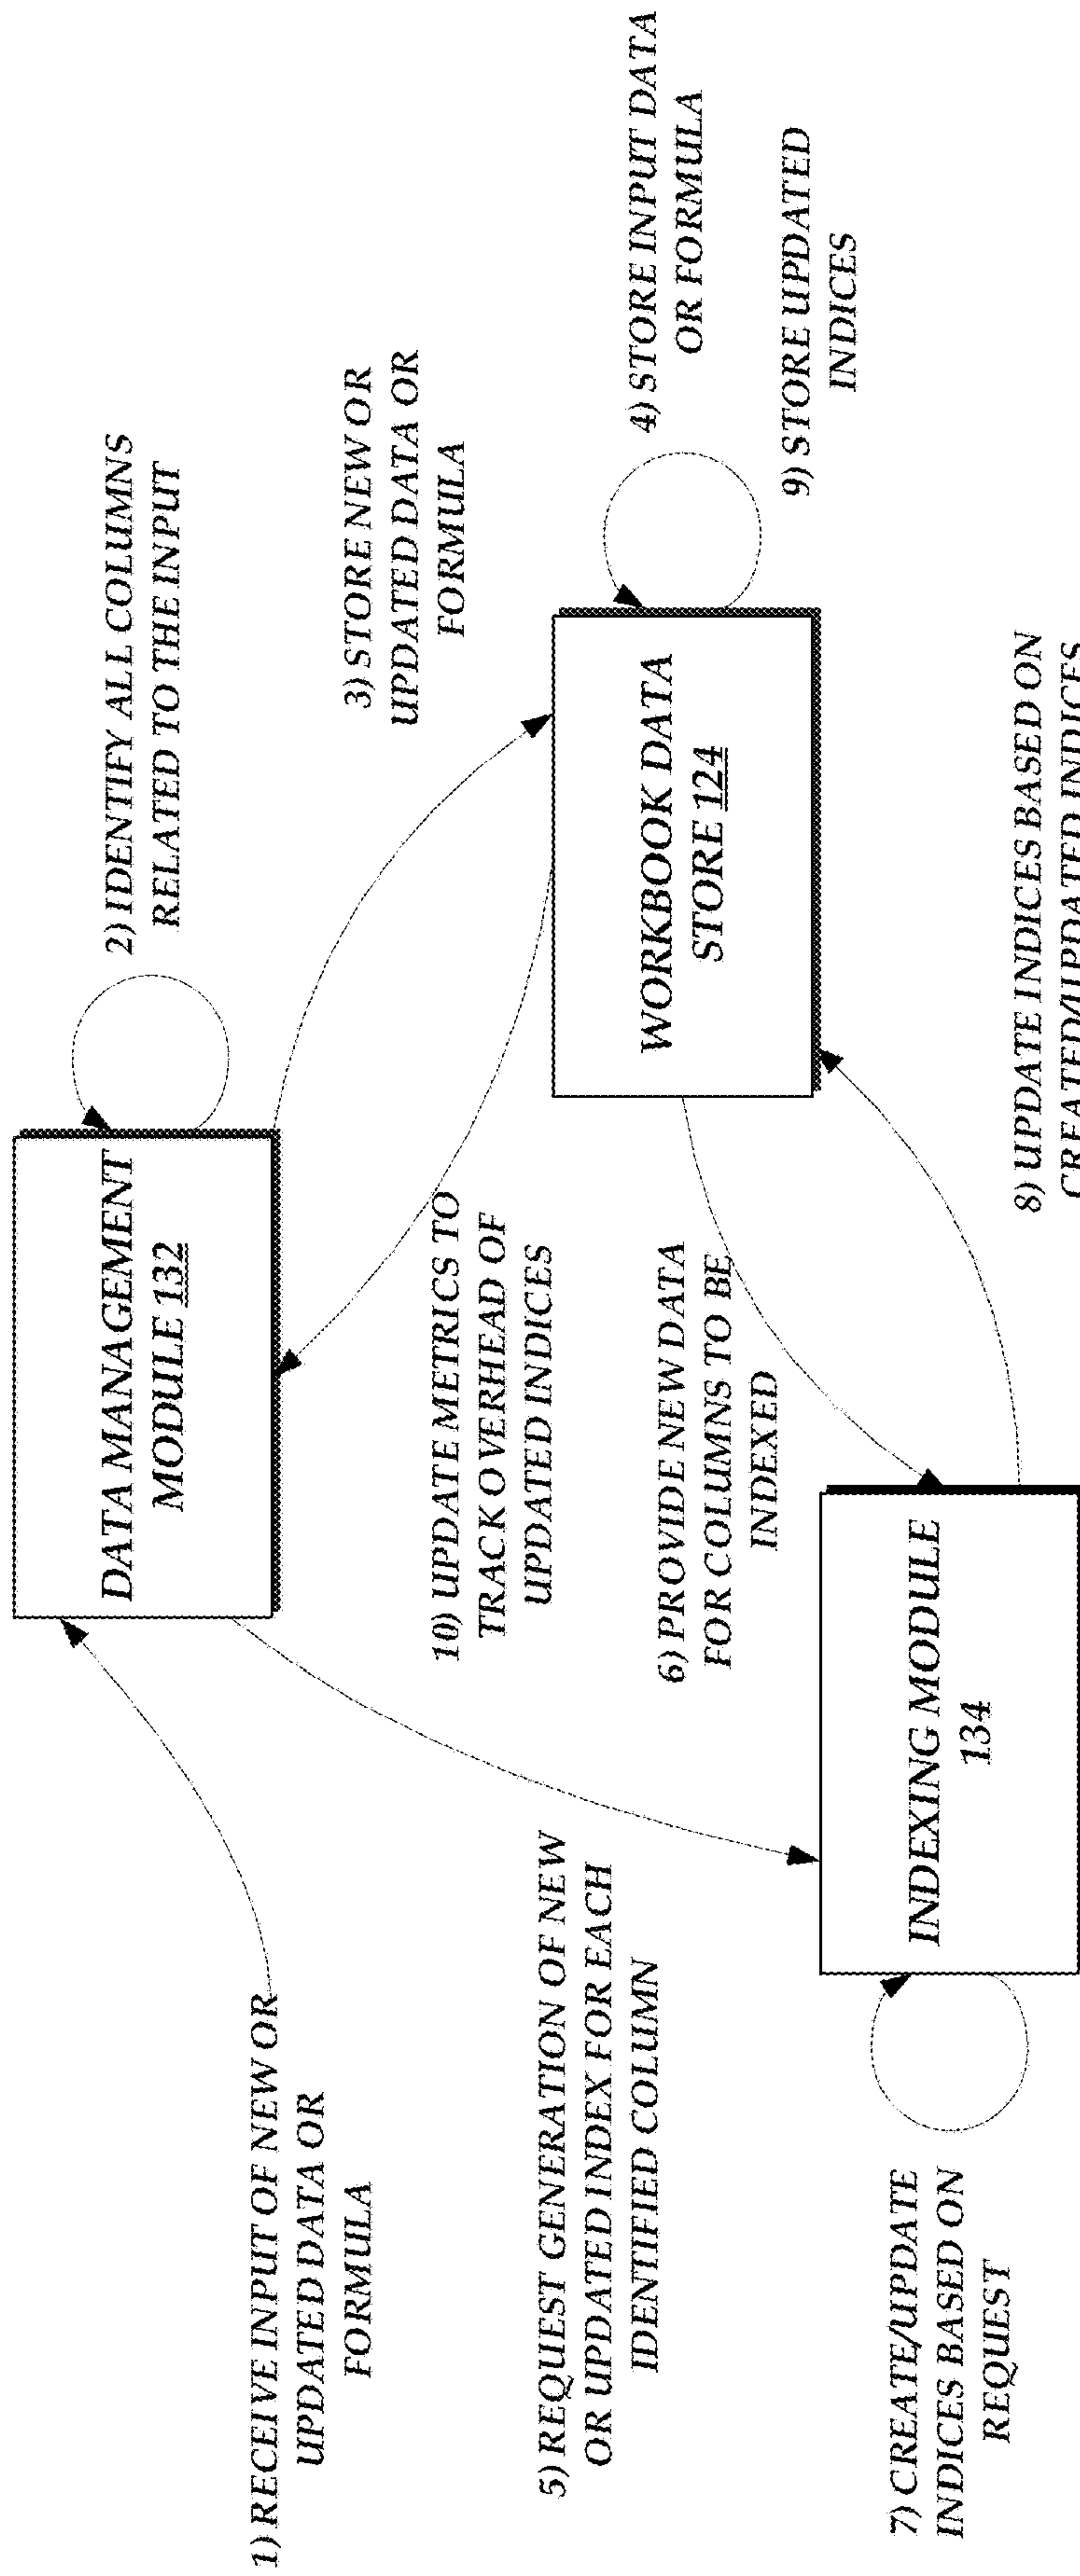 1) RECEIVE INPUT OF NEW OR
UPDATED DATA OR
FORMULA
DATA MANAGEMENT
MODULE 132
2) IDENTIFY ALL COLUMNS
RELATED TO THE INPUT
3) STORE NEW OR
UPDATED DATA OR
FORMULA
WORKBOOK DATA
STORE 124
4) STORE INPUT DATA
OR FORMULA
9) STORE UPDATED
INDICES
10) UPDATE METRICS TO
TRACK OVERHEAD OF
UPDATED INDICES
5) REQUEST GENERATION OF NEW
OR UPDATED INDEX FOR EACH
IDENTIFIED COLUMN
6) PROVIDE NEW DATA
FOR COLUMNS TO BE
INDEXED
INDEXING MODULE
134
7) CREATE/UPDATE
INDICES BASED ON
REQUEST
8) UPDATE INDICES BASED ON
CREATED/UPDATED INDICES